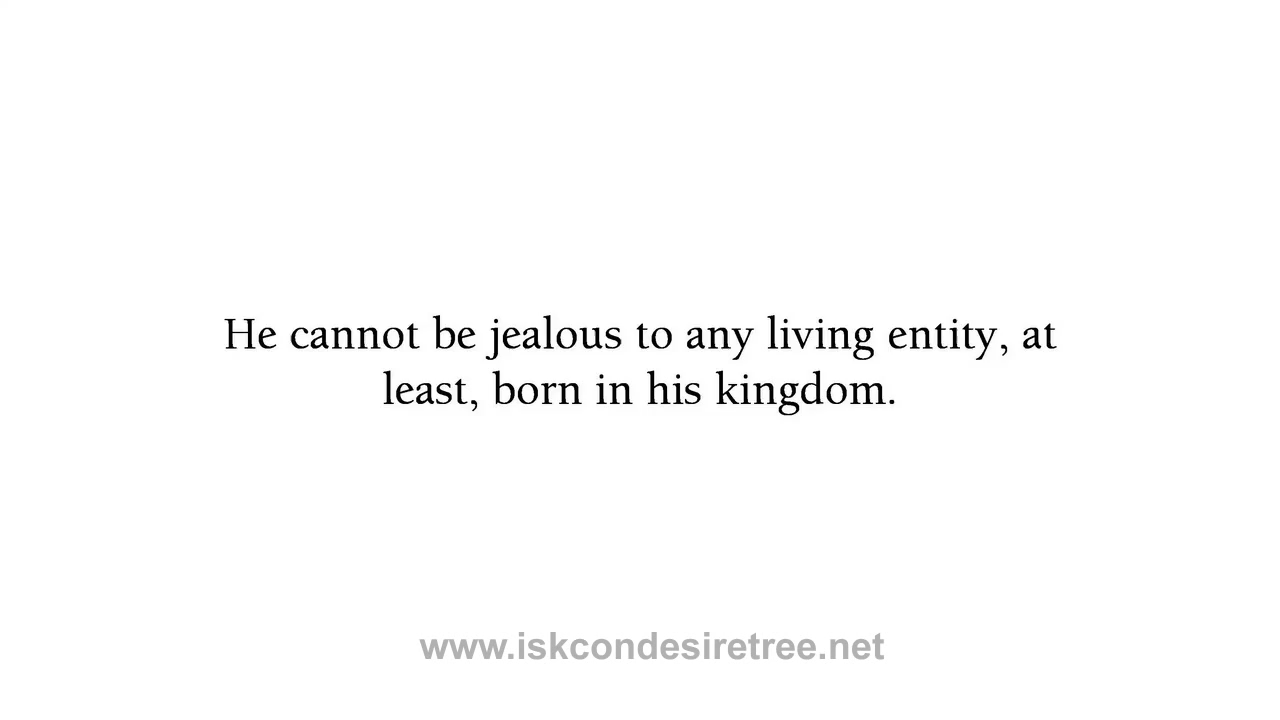 He cannot be jealous to any living entity, at
least, born in his kingdom.
www.iskcondesiretree.net